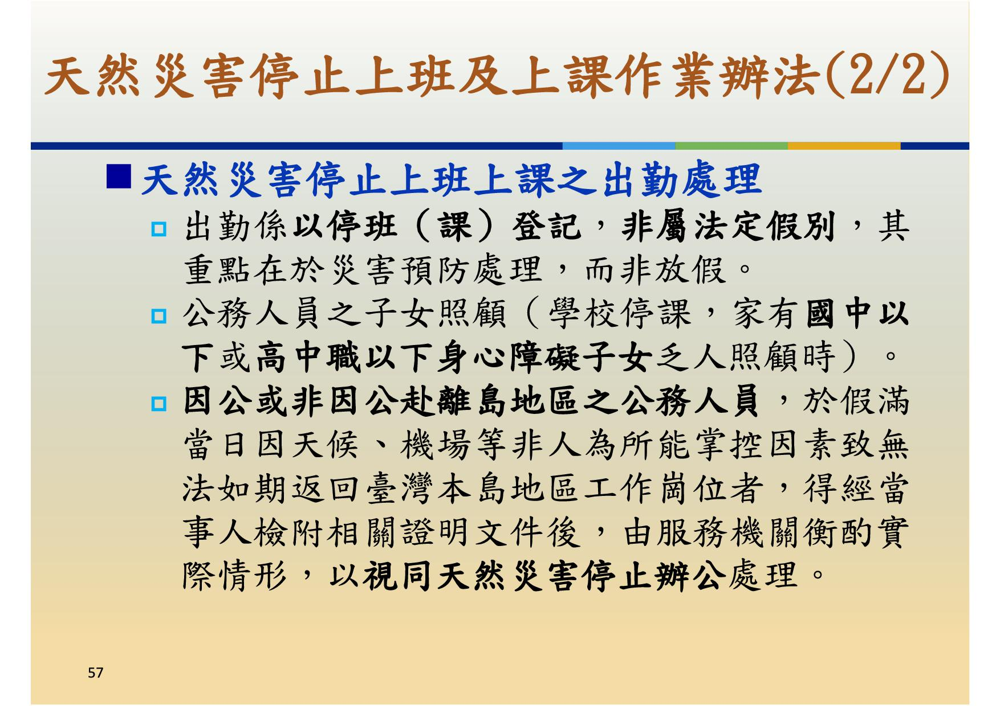 天然災害停止上班及上課作業辦法(2/2)
天然災害停止上班上課之出勤處理
出勤係以停班（課）登記，非屬法定假別，其
重點在於災害預防處理，而非放假。
公務人員之子女照顧（學校停課，家有國中以
下或高中職以下身心障礙子女乏人照顧時）。
因公或非因公赴離島地區之公務人員，於假滿
當日因天候、機場等非人為所能掌控因素致無
法如期返回臺灣本島地區工作崗位者，得經當
事人檢附相關證明文件後，由服務機關衡酌實
際情形，以視同天然災害停止辦公處理。
57